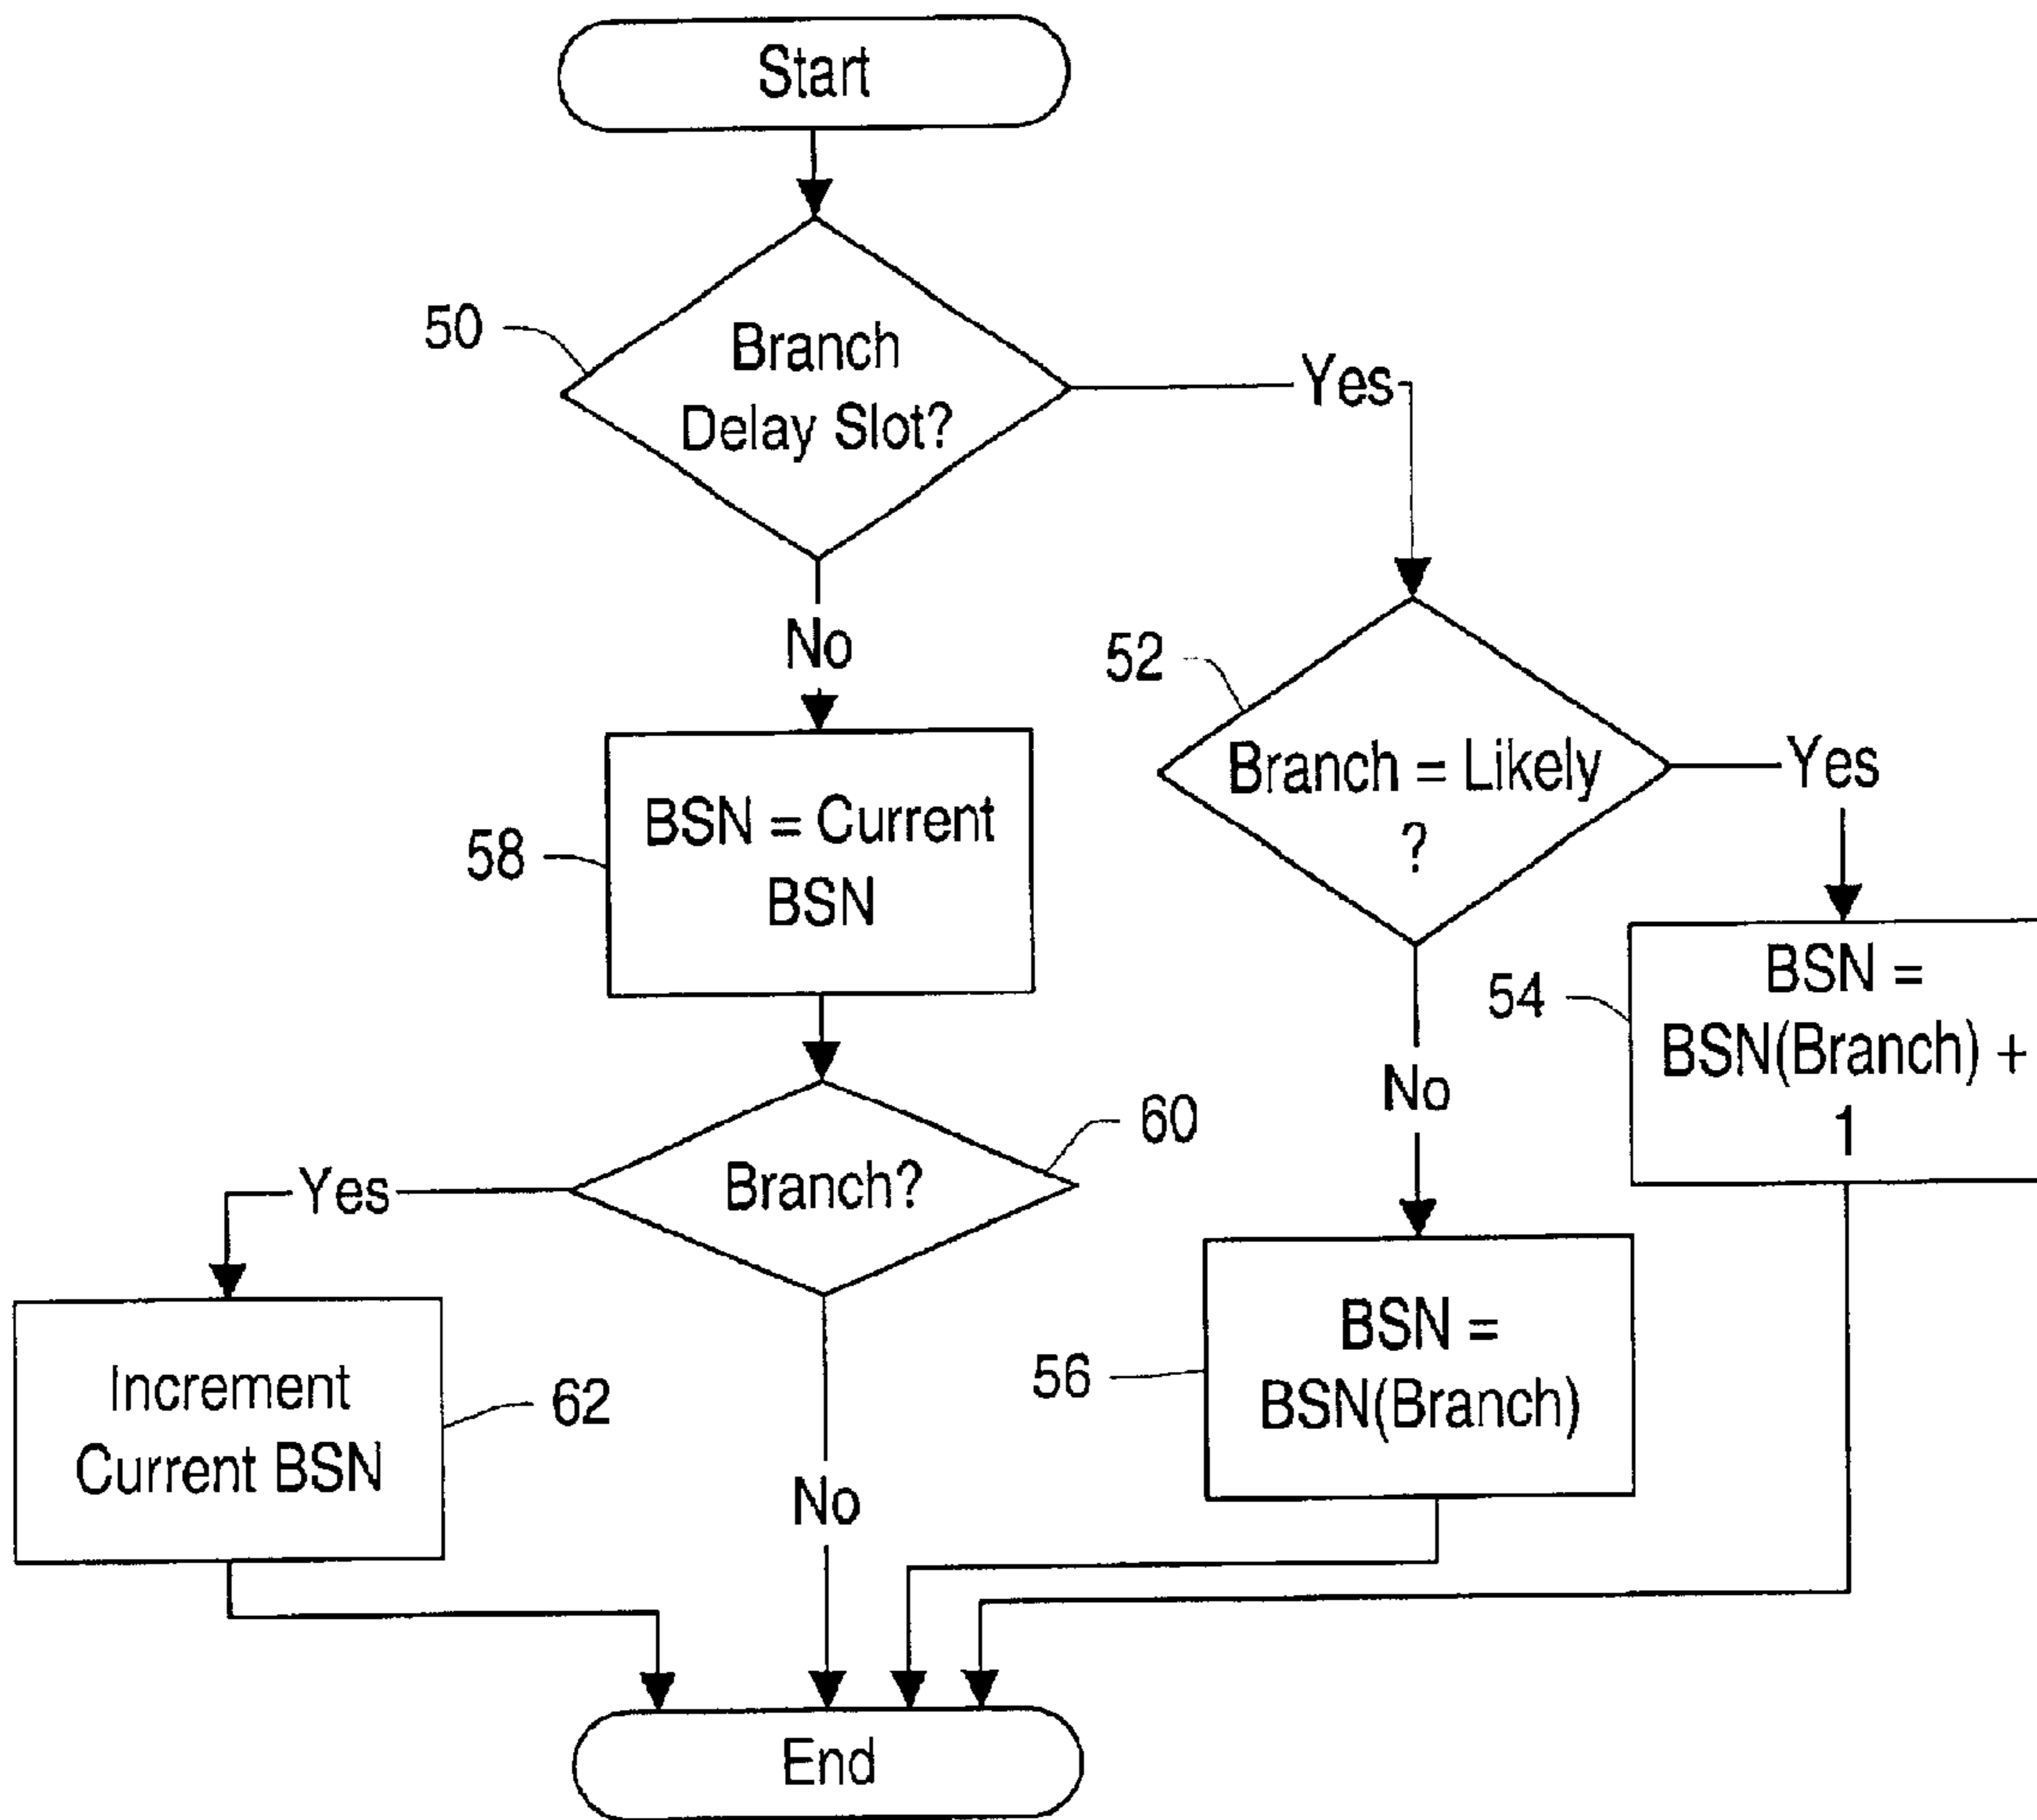 Start
50
Branch
Delay Slot?
Yes
No
52
Branch = Likely
?
Yes
58
BSN = Current
BSN
54
BSN =
BSN(Branch) +
1
No
60
Branch?
Yes
56
BSN =
BSN(Branch)
Increment
Current BSN
62
No
End